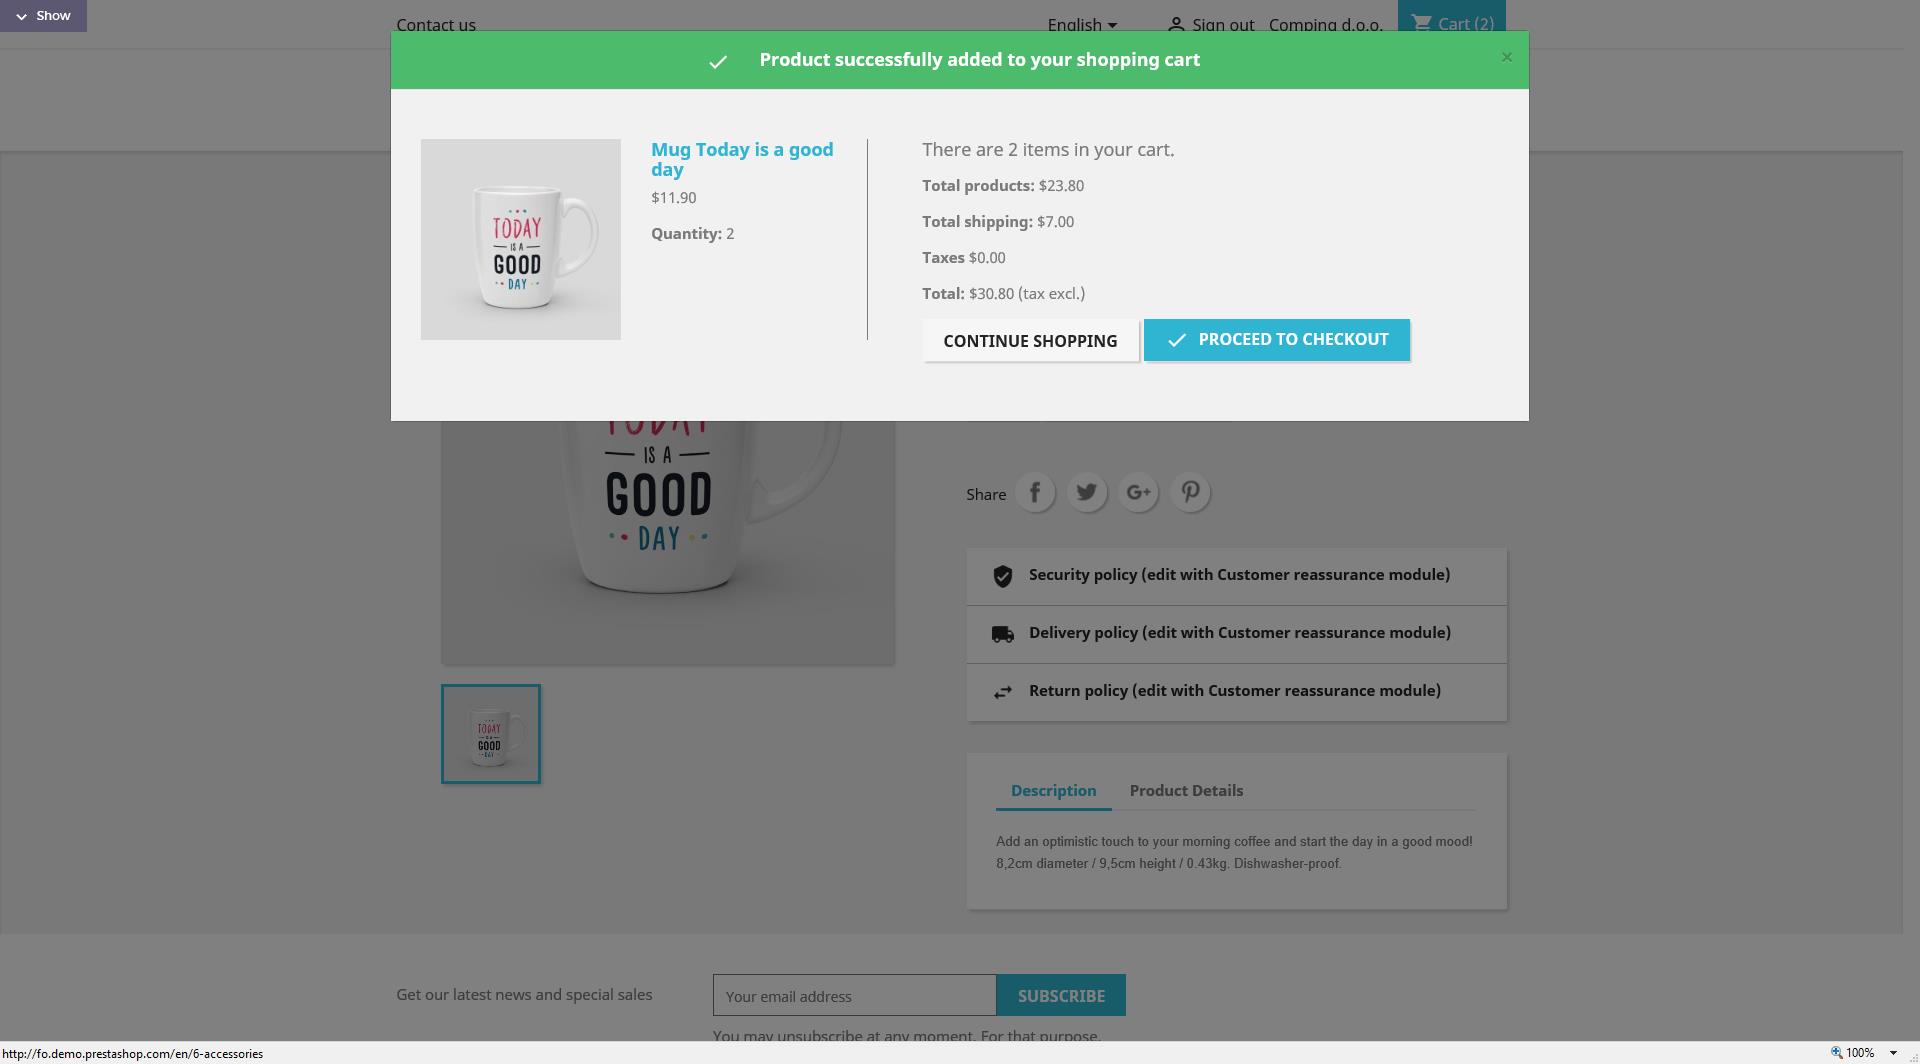 Show
Contact us
English
Sign out
Comping d.o.o.
Cart (2)
Product successfully added to your shopping cart
×
TODAY
IS A
GOOD
DAY
Mug Today is a good
day
$11.90
Quantity: 2
There are 2 items in your cart.
Total products: $23.80
Total shipping: $7.00
Taxes $0.00
Total: $30.80 (tax excl.)
CONTINUE SHOPPING
PROCEED TO CHECKOUT
TODAY
IS A
GOOD
DAY
Share
Security policy (edit with Customer reassurance module)
Delivery policy (edit with Customer reassurance module)
Return policy (edit with Customer reassurance module)
TODAY
IS A
GOOD
DAY
Description
Product Details
Add an optimistic touch to your morning coffee and start the day in a good mood!
8,2cm diameter / 9,5cm height / 0.43kg. Dishwasher-proof.
Get our latest news and special sales
Your email address
SUBSCRIBE
You may unsubscribe at any moment. For that purpose,
http://fo.demo.prestashop.com/en/6-accessories
100%